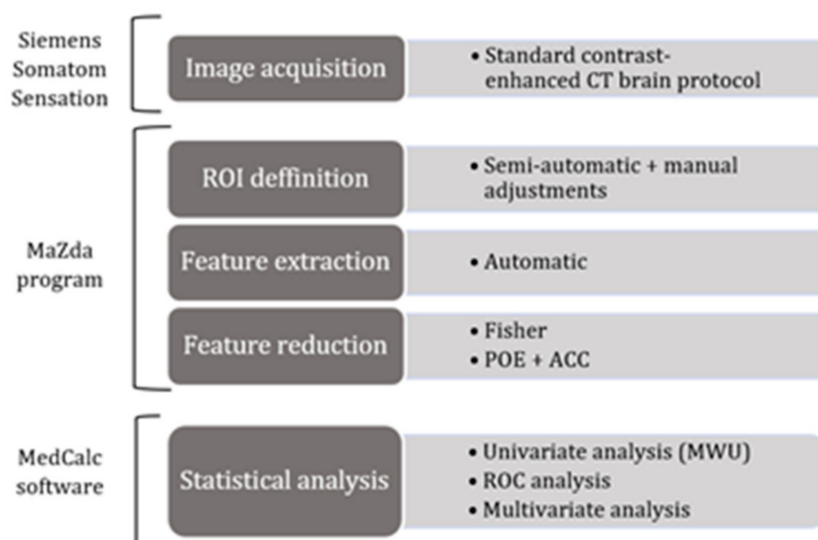 Siemens
Somatom
Sensation
Image acquisition
• Standard contrast-
enhanced CT brain protocol
MaZda
program
ROI deffinition
• Semi-automatic + manual
adjustments
Feature extraction
• Automatic
Feature reduction
• Fisher
• POE + ACC
MedCalc
software
Statistical analysis
• Univariate analysis (MWU)
• ROC analysis
• Multivariate analysis